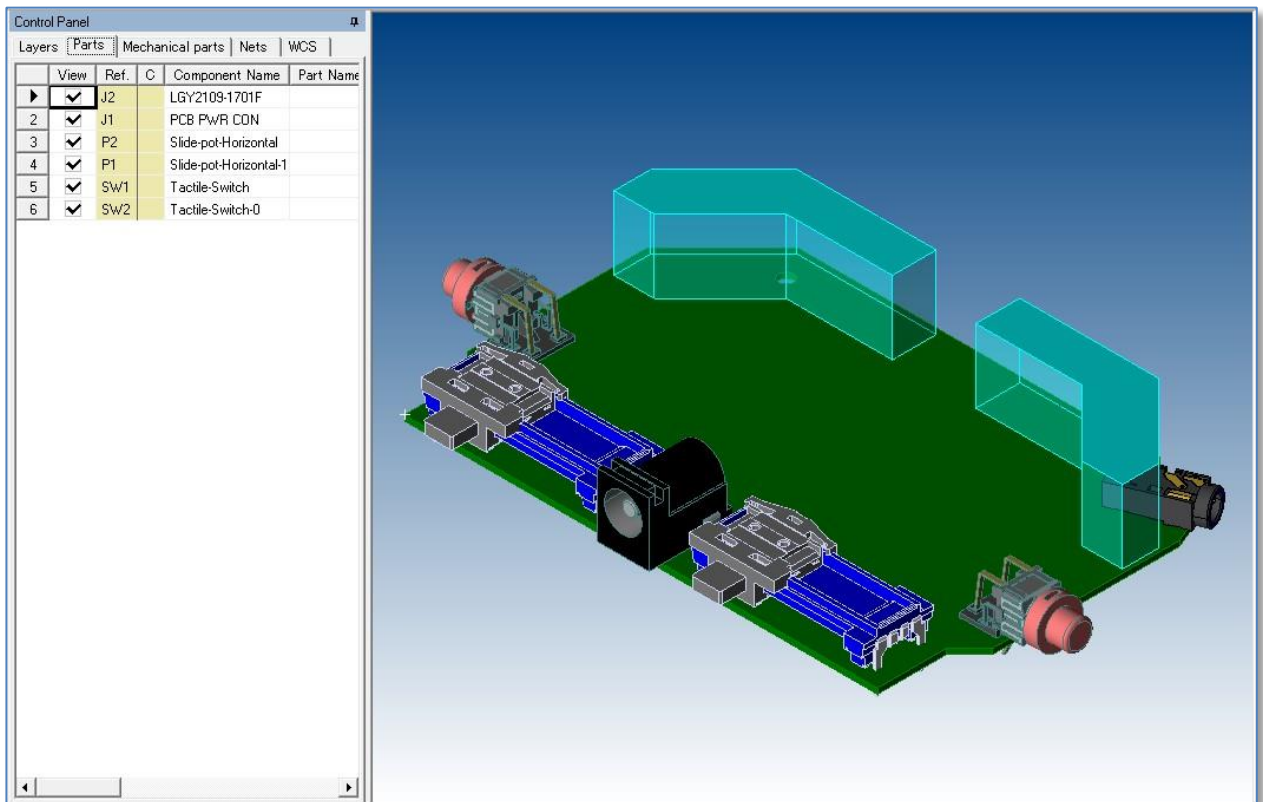 Control Panel
Layers Parts Mechanical parts Nets WCS
View Ref. C Component Name Part Name
J2 LGY2109-1701F
2 J1 PCB PWR CON
3 P2 Slide-pot-Horizontal
4 P1 Slide-pot-Horizontal-1
5 SW1 Tactile-Switch
6 SW2 Tactile-Switch-0